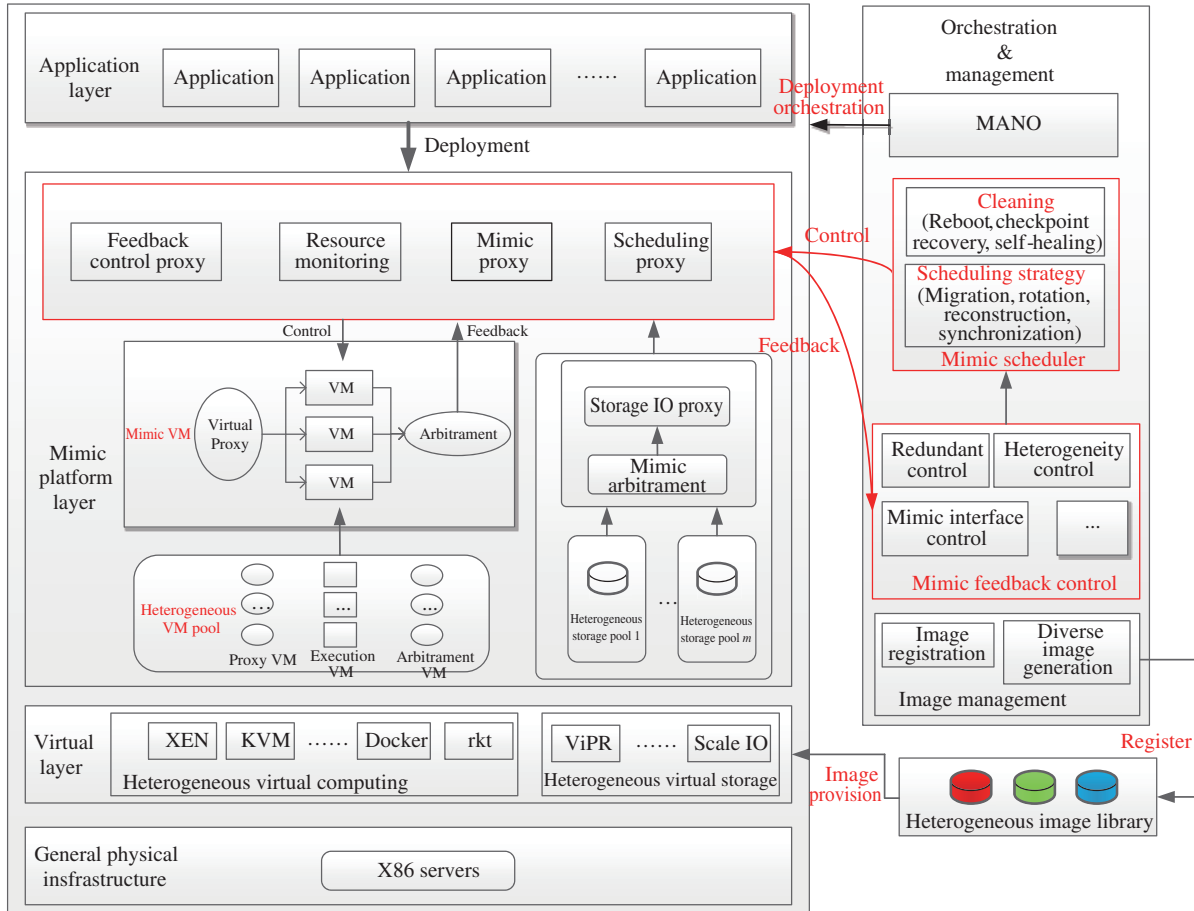 Application
layer
Application
Application
Application
......
Application
Deployment
Feedback
control proxy
Resource
monitoring
Mimic
proxy
Scheduling
proxy
Control
Feedback
Mimic
platform
layer
Mimic VM
Virtual
Proxy
VM
VM
VM
Arbitrament
Storage IO proxy
Mimic
arbitrament
Heterogeneous
storage pool 1
...
Heterogeneous
storage pool m
Heterogeneous
VM pool
...
...
...
Proxy VM
Execution
VM
Arbitrament
VM
Virtual
layer
XEN
KVM
......
Docker
rkt
Heterogeneous virtual computing
ViPR
......
Scale IO
Heterogeneous virtual storage
General physical
insfrastructure
X86 servers
Orchestration
&
management
Deployment
orchestration
MANO
Control
Cleaning
(Reboot, checkpoint
recovery, self-healing)
Scheduling strategy
(Migration, rotation,
reconstruction,
synchronization)
Mimic scheduler
Feedback
Redundant
control
Heterogeneity
control
Mimic interface
control
...
Mimic feedback control
Image
registration
Diverse
image
generation
Image management
Register
Image
provision
Heterogeneous image library